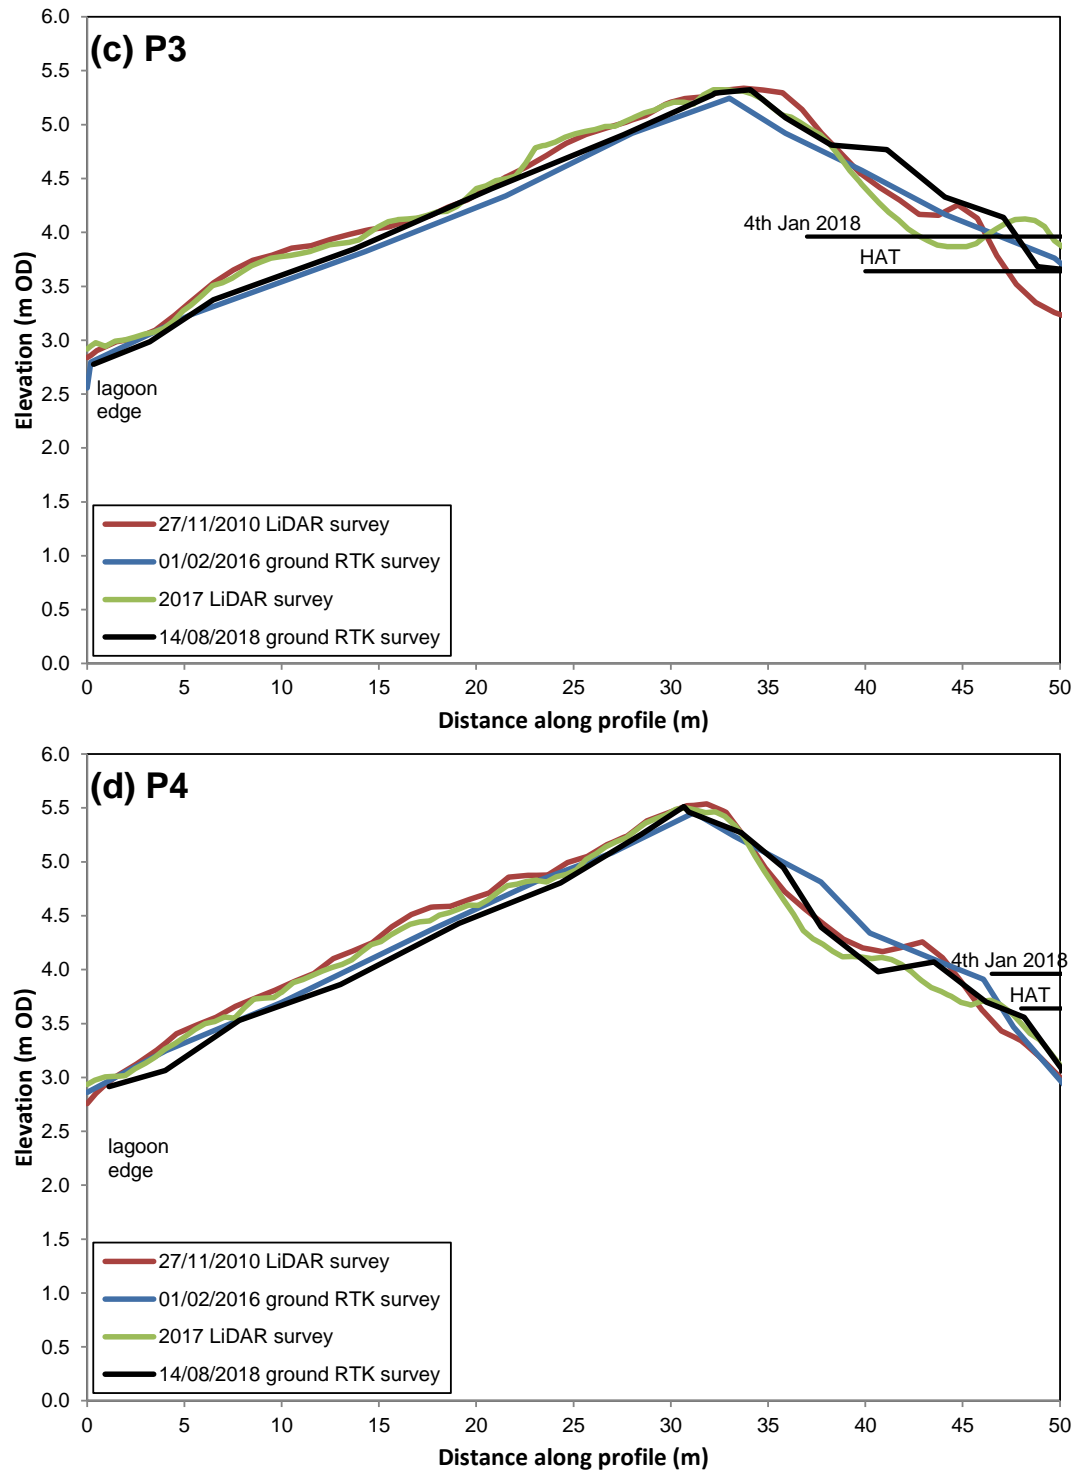 (c) P3
6.0
5.5
5.0
4.5
4.0
3.5
3.0
2.5
2.0
1.5
1.0
0.5
0.0
Elevation (m OD)
4th Jan 2018
HAT
lagoon
edge
27/11/2010 LiDAR survey
01/02/2016 ground RTK survey
2017 LiDAR survey
14/08/2018 ground RTK survey
0 5 10 15 20 25 30 35 40 45 50
Distance along profile (m)
(d) P4
6.0
5.5
5.0
4.5
4.0
3.5
3.0
2.5
2.0
1.5
1.0
0.5
0.0
Elevation (m OD)
4th Jan 2018
HAT
lagoon
edge
27/11/2010 LiDAR survey
01/02/2016 ground RTK survey
2017 LiDAR survey
14/08/2018 ground RTK survey
0 5 10 15 20 25 30 35 40 45 50
Distance along profile (m)